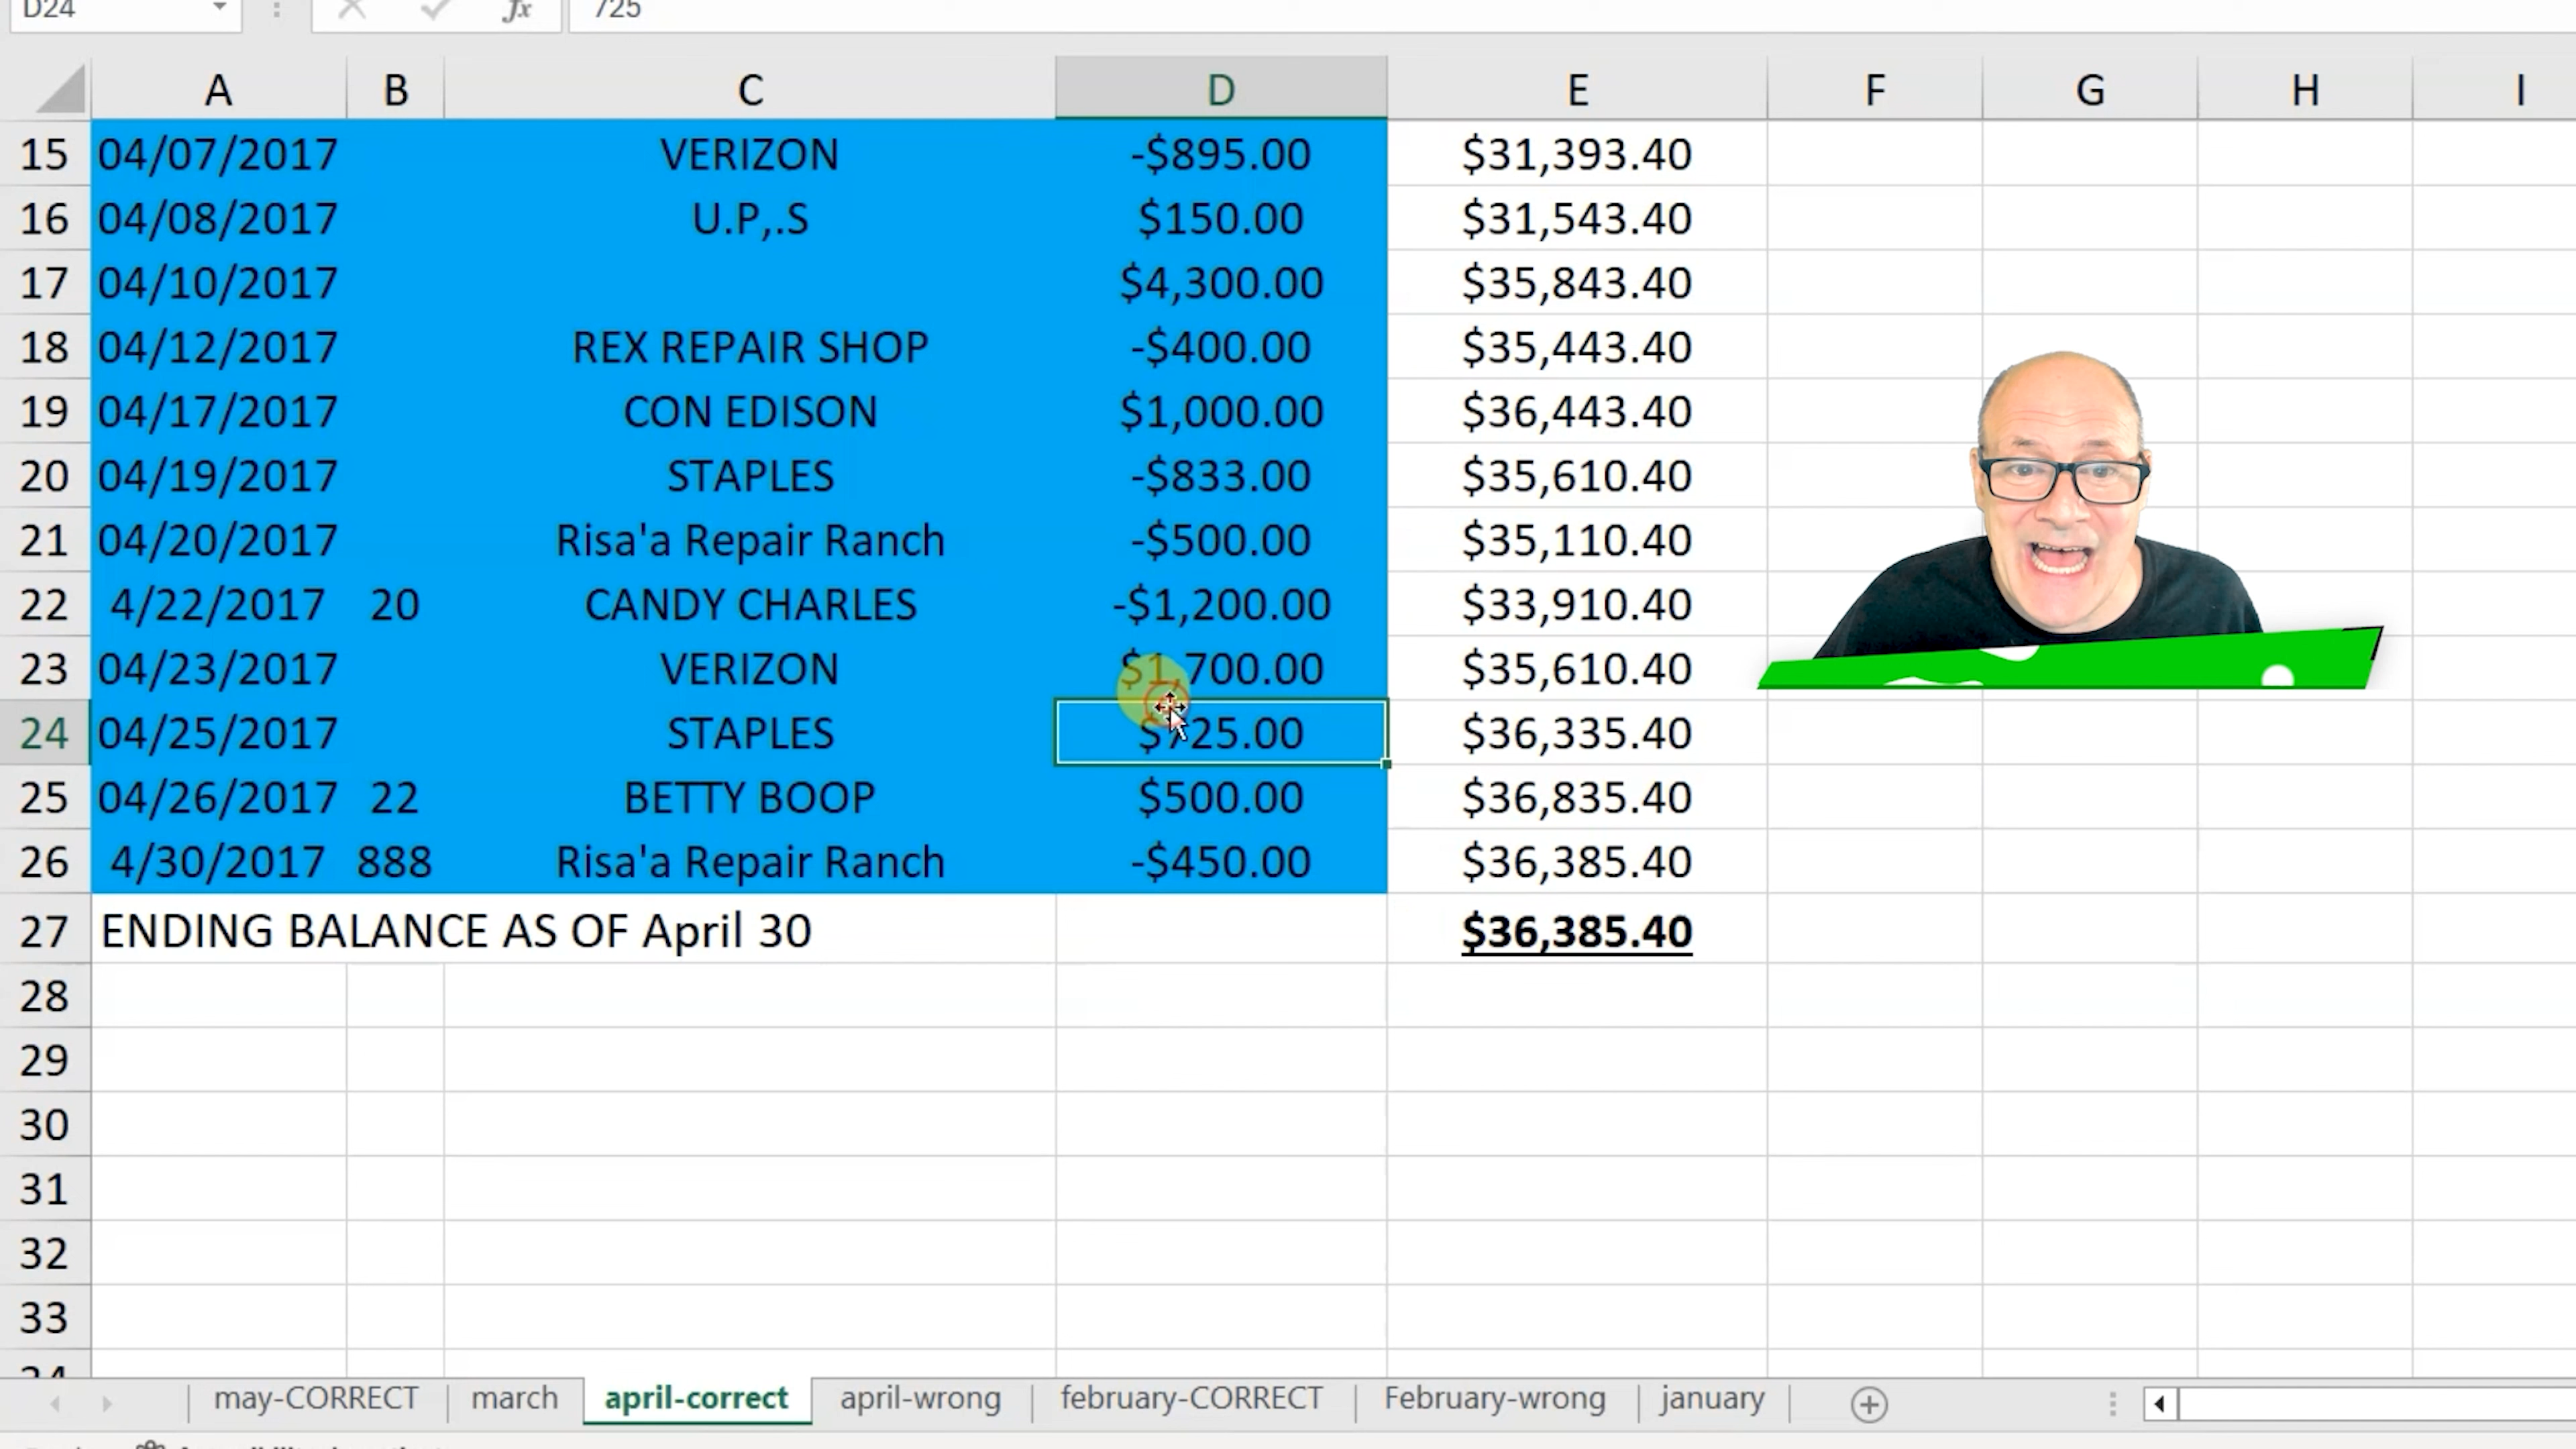 D24 fx 725
A B C D E F G H I
15 04/07/2017 VERIZON -$895.00 $31,393.40
16 04/08/2017 U.P,.S $150.00 $31,543.40
17 04/10/2017 $4,300.00 $35,843.40
18 04/12/2017 REX REPAIR SHOP -$400.00 $35,443.40
19 04/17/2017 CON EDISON $1,000.00 $36,443.40
20 04/19/2017 STAPLES -$833.00 $35,610.40
21 04/20/2017 Risa'a Repair Ranch -$500.00 $35,110.40
22 4/22/2017 20 CANDY CHARLES -$1,200.00 $33,910.40
23 04/23/2017 VERIZON $1,700.00 $35,610.40
24 04/25/2017 STAPLES $725.00 $36,335.40
25 04/26/2017 22 BETTY BOOP $500.00 $36,835.40
26 4/30/2017 888 Risa'a Repair Ranch -$450.00 $36,385.40
27 ENDING BALANCE AS OF April 30 $36,385.40
28
29
30
31
32
33
34
may-CORRECT march april-correct april-wrong february-CORRECT February-wrong january